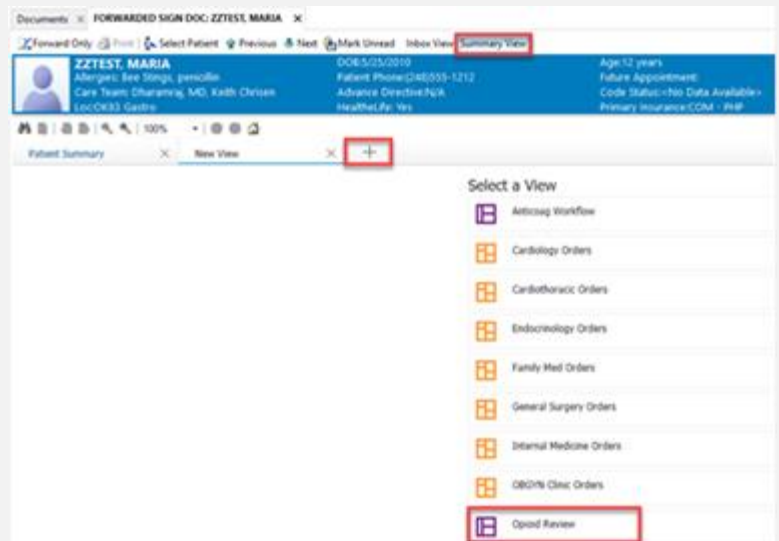 Documents × FORWARDED SIGN DOC: ZZTEST, MARIA ×
Forward Only Print Select Patient Previous Next Mark Unread Inbox View Summary View
ZZTEST, MARIA DOB:5/25/2010 Age:12 years
Allergies: Bee Stings, penicillin Patient Phone:(248)555-1212 Future Appointment:
Care Team: Dharamraj, MD, Keith Chrisen Advance Directive:N/A Code Status:<No Data Available>
Loc:OK83 Gastro HealtheLife: Yes Primary Insurance:COM - PHP
100%
Patient Summary × New View × +
Select a View
Anticoag Workflow
Cardiology Orders
Cardiothoracic Orders
Endocrinology Orders
Family Med Orders
General Surgery Orders
Internal Medicine Orders
OBGYN Clinic Orders
Opioid Review